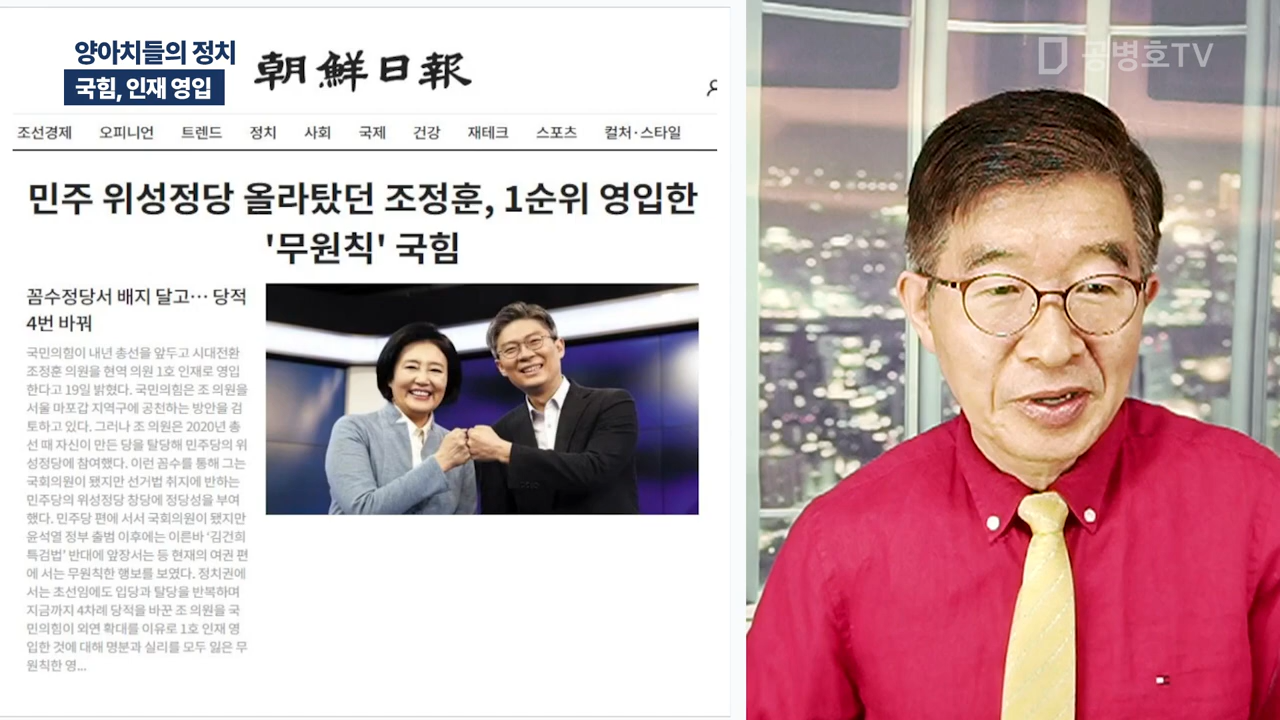 양아치들의 정치
국힘, 인재 영입
朝鮮日報
공병호TV
조선경제 오피니언 트렌드 정치 사회 국제 건강 재테크 스포츠 컬처·스타일
민주 위성정당 올라탔던 조정훈, 1순위 영입한
'무원칙' 국힘
꼼수정당서 배지 달고… 당적
4번 바꿔
국민의힘이 내년 총선을 앞두고 시대전환
조정훈 의원을 현역 의원 1호 인재로 영입
한다고 19일 밝혔다. 국민의힘은 조 의원을
서울 마포갑 지역구에 공천하는 방안을 검
토하고 있다. 그러나 조 의원은 2020년 총
선 때 자신이 만든 당을 탈당해 민주당의 위
성정당에 참여했다. 이런 꼼수를 통해 그는
국회의원이 됐지만 선거법 취지에 반하는
민주당의 위성정당 창당에 정당성을 부여
했다. 민주당 편에 서서 국회의원이 됐지만
윤석열 정부 출범 이후에는 이른바 ‘김건희
특검법’ 반대에 앞장서는 등 현재의 여권 편
에 서는 무원칙한 행보를 보였다. 정치권에
서는 초선임에도 입당과 탈당을 반복하며
지금까지 4차례 당적을 바꾼 조 의원을 국
민의힘이 외연 확대를 이유로 1호 인재 영
입한 것에 대해 명분과 실리를 모두 잃은 무
원칙한 영...